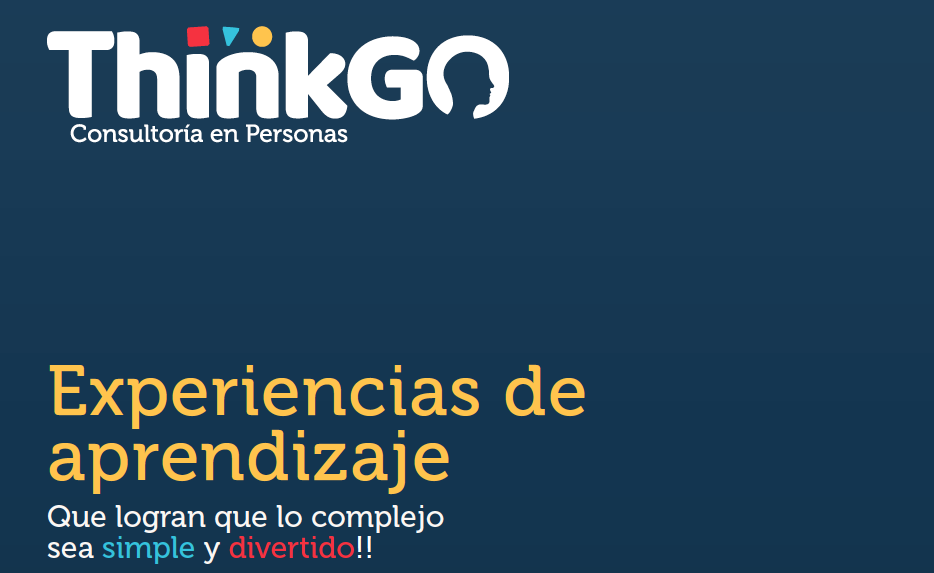 ThinkGO
Consultoría en Personas
Experiencias de
aprendizaje
Que logran que lo complejo
sea simple y divertido!!